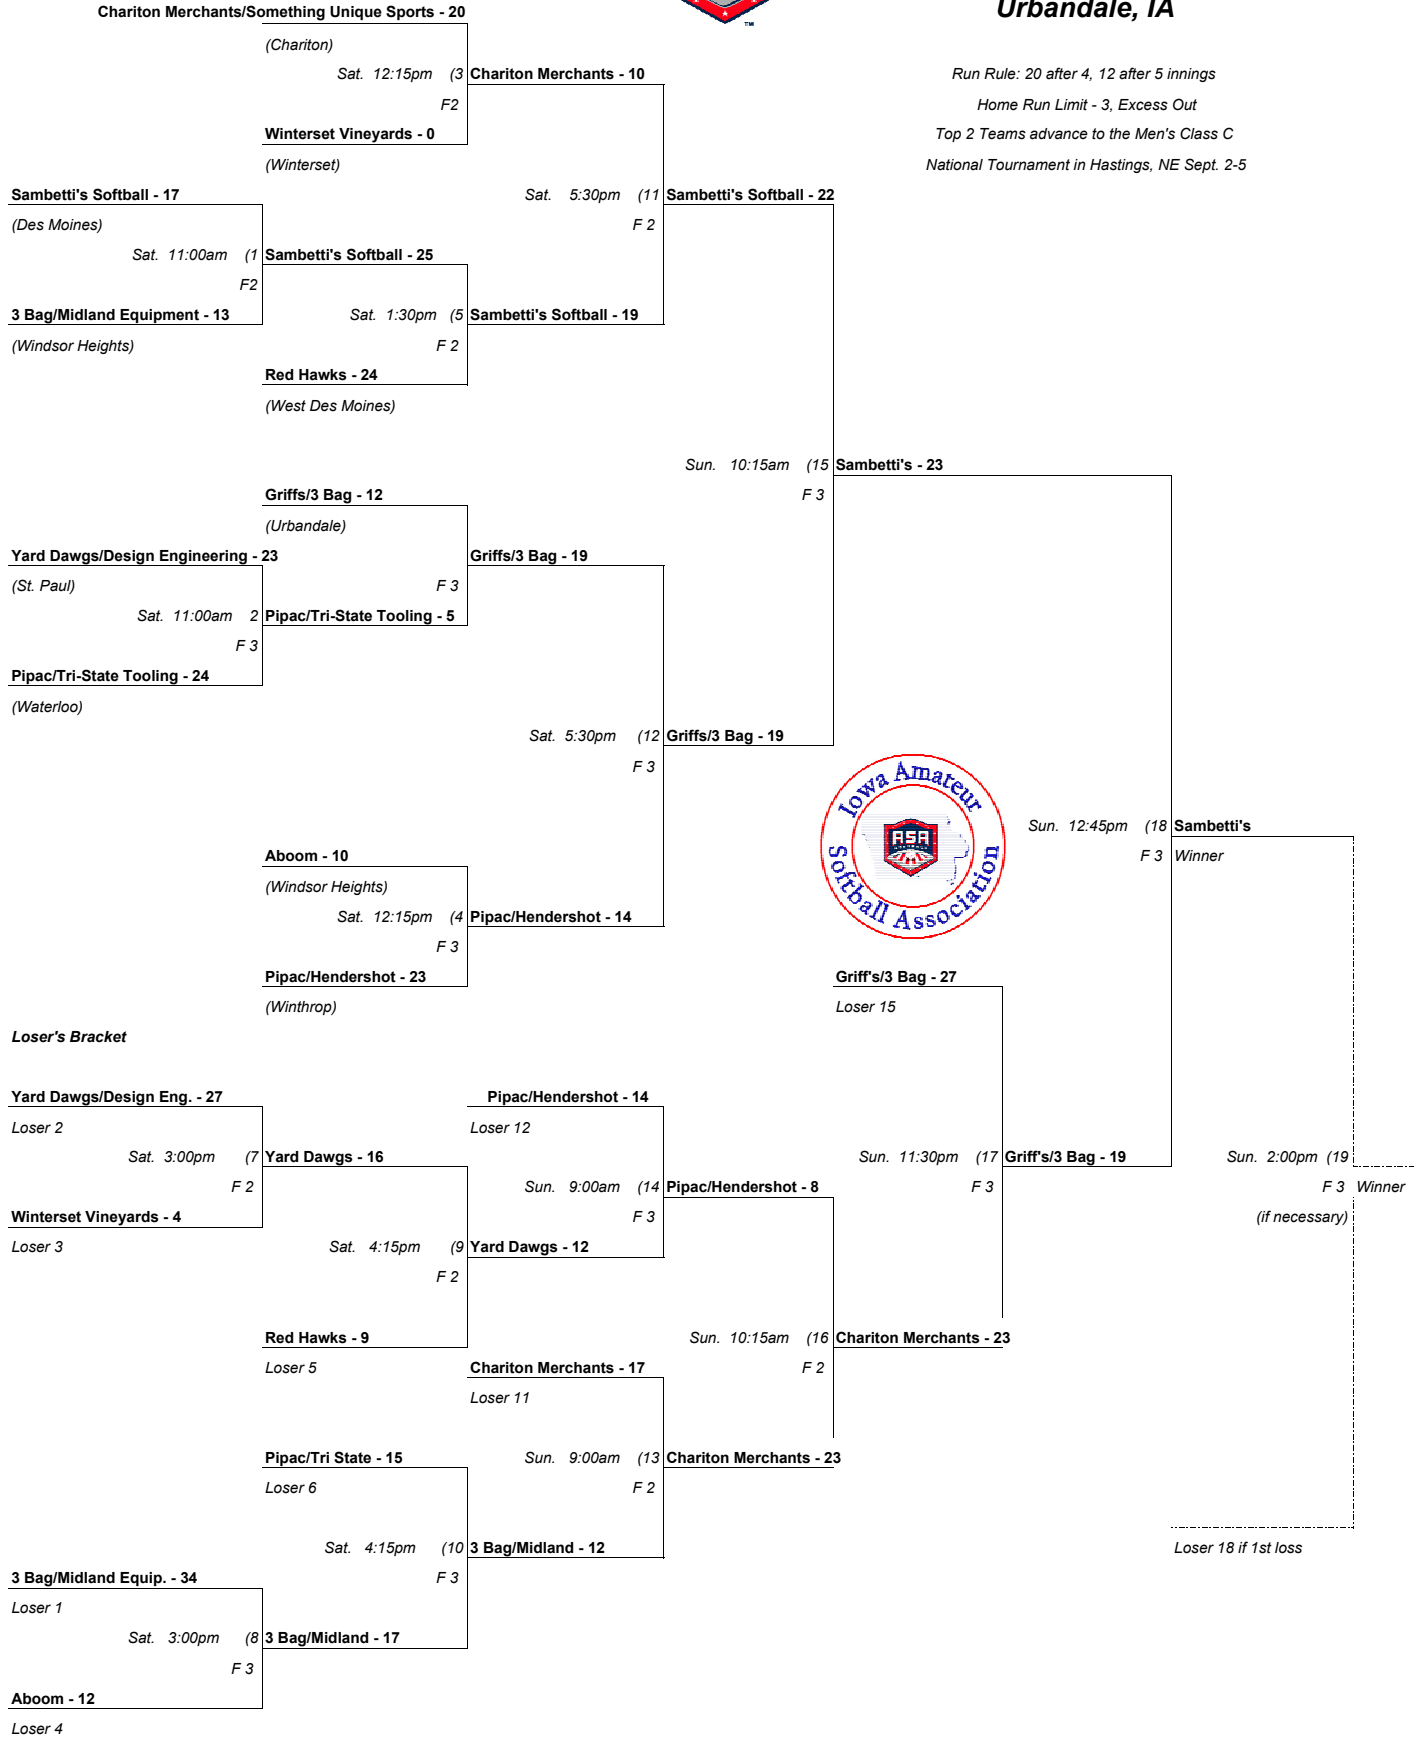 Urbandale, IA
Chariton Merchants/Something Unique Sports - 20
(Chariton)
Sat. 12:15pm (3 Chariton Merchants - 10
Run Rule: 20 after 4, 12 after 5 innings
F2
Home Run Limit - 3, Excess Out
Winterset Vineyards - 0
Top 2 Teams advance to the Men's Class C
(Winterset)
National Tournament in Hastings, NE Sept. 2-5
Sambetti's Softball - 17
Sat. 5:30pm (11 Sambetti's Softball - 22
(Des Moines)
F 2
Sat. 11:00am (1 Sambetti's Softball - 25
F2
3 Bag/Midland Equipment - 13
Sat. 1:30pm (5 Sambetti's Softball - 19
(Windsor Heights)
F 2
Red Hawks - 24
(West Des Moines)
Sun. 10:15am (15 Sambetti's - 23
Griffs/3 Bag - 12
F 3
(Urbandale)
Yard Dawgs/Design Engineering - 23
Griffs/3 Bag - 19
(St. Paul)
F 3
Sat. 11:00am 2 Pipac/Tri-State Tooling - 5
F 3
Pipac/Tri-State Tooling - 24
(Waterloo)
Sat. 5:30pm (12 Griffs/3 Bag - 19
F 3
Iowa Amateur
ASA
Softball Association
Sun. 12:45pm (18 Sambetti's
Aboom - 10
F 3 Winner
(Windsor Heights)
Sat. 12:15pm (4 Pipac/Hendershot - 14
F 3
Pipac/Hendershot - 23
Griff's/3 Bag - 27
(Winthrop)
Loser 15
Loser's Bracket
Yard Dawgs/Design Eng. - 27
Pipac/Hendershot - 14
Loser 2
Loser 12
Sat. 3:00pm (7 Yard Dawgs - 16
Sun. 11:30pm (17 Griff's/3 Bag - 19
Sun. 2:00pm (19
F 2
Sun. 9:00am (14 Pipac/Hendershot - 8
F 3
F 3 Winner
Winterset Vineyards - 4
F 3
(if necessary)
Loser 3
Sat. 4:15pm (9 Yard Dawgs - 12
F 2
Red Hawks - 9
Sun. 10:15am (16 Chariton Merchants - 23
Loser 5
Chariton Merchants - 17
F 2
Loser 11
Pipac/Tri State - 15
Sun. 9:00am (13 Chariton Merchants - 23
Loser 6
F 2
Sat. 4:15pm (10 3 Bag/Midland - 12
Loser 18 if 1st loss
3 Bag/Midland Equip. - 34
F 3
Loser 1
Sat. 3:00pm (8 3 Bag/Midland - 17
F 3
Aboom - 12
Loser 4